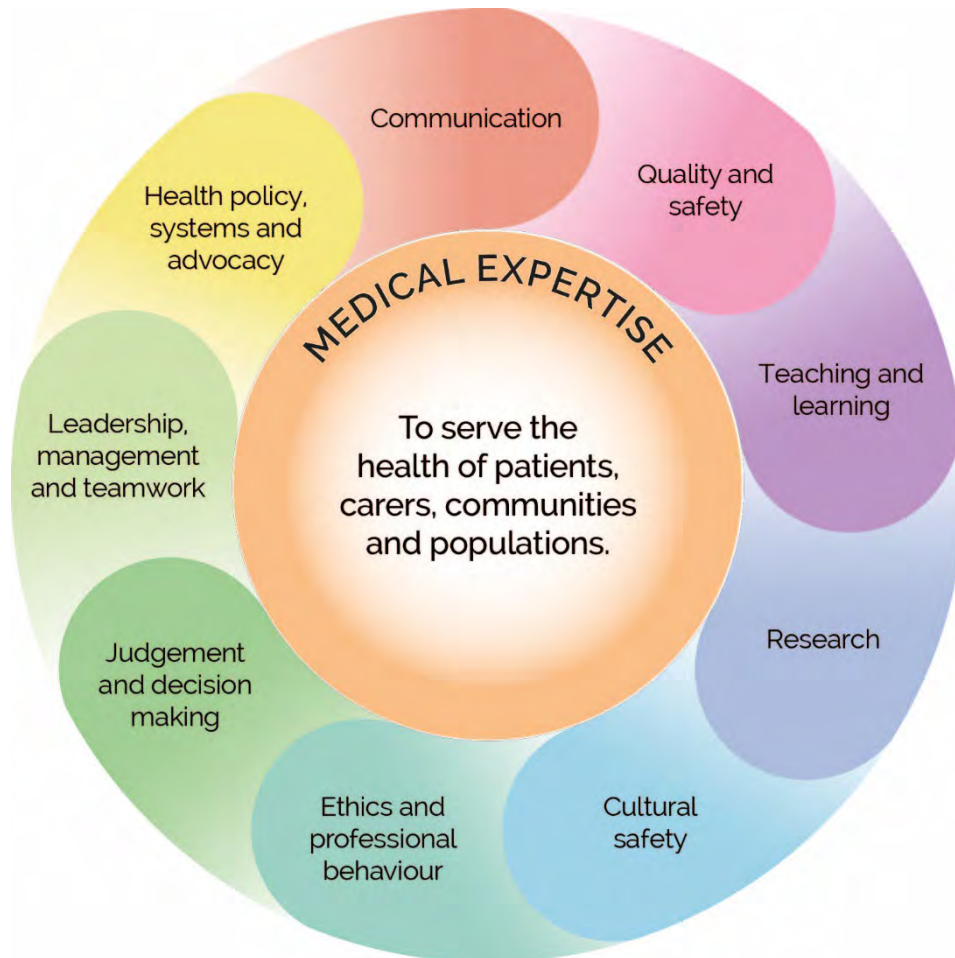 Communication
Quality and
safety
Teaching and
learning
Research
Cultural
safety
Ethics and
professional
behaviour
Judgement
and decision
making
Leadership,
management
and teamwork
Health policy,
systems and
advocacy
MEDICAL EXPERTISE
To serve the
health of patients,
carers, communities
and populations.